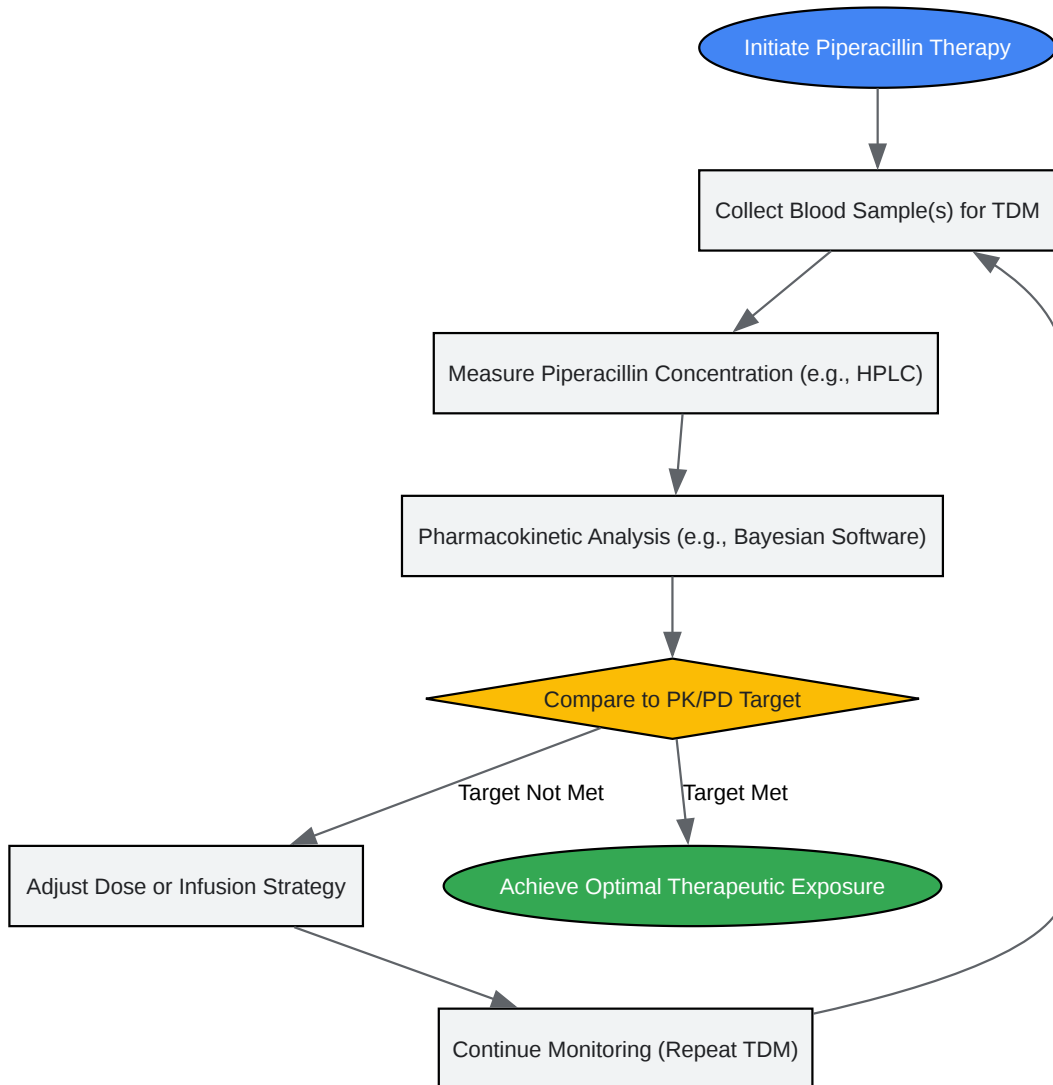 Initiate Piperacillin Therapy
Collect Blood Sample(s) for TDM
Measure Piperacillin Concentration (e.g., HPLC)
Pharmacokinetic Analysis (e.g., Bayesian Software)
Compare to PK/PD Target
Target Not Met
Target Met
Adjust Dose or Infusion Strategy
Achieve Optimal Therapeutic Exposure
Continue Monitoring (Repeat TDM)